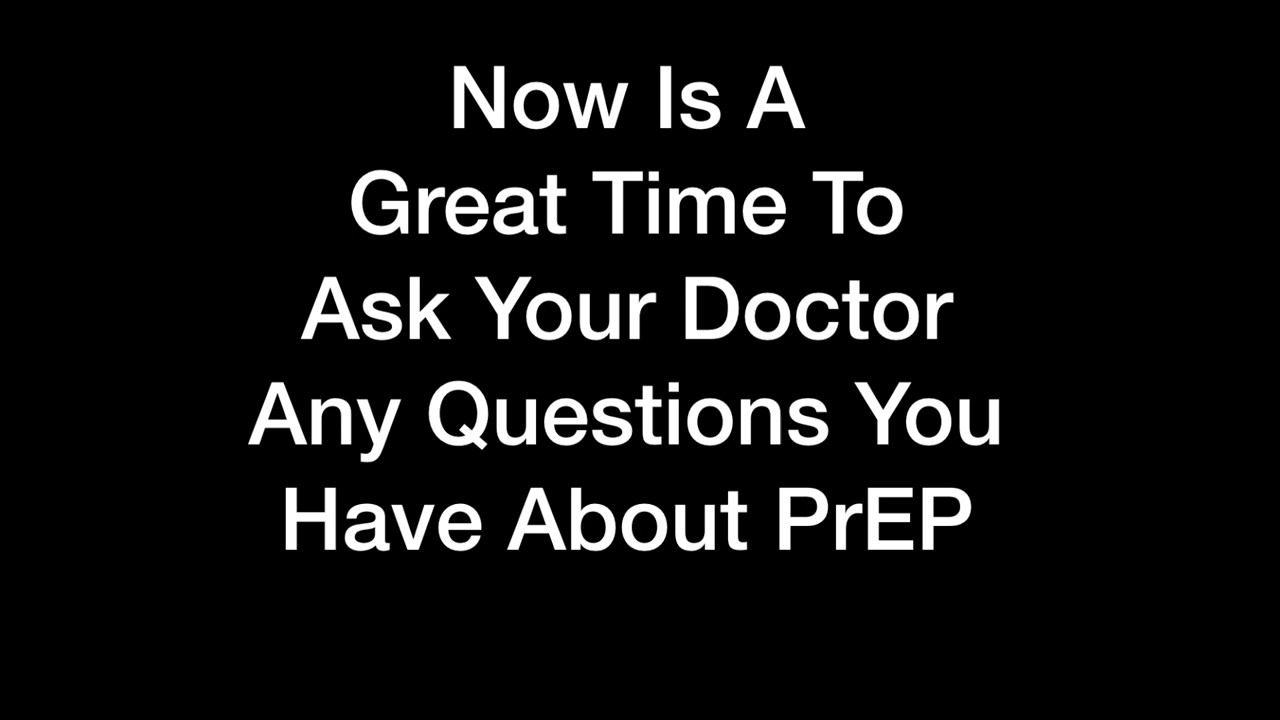 Now Is A
Great Time To
Ask Your Doctor
Any Questions You
Have About PrEP